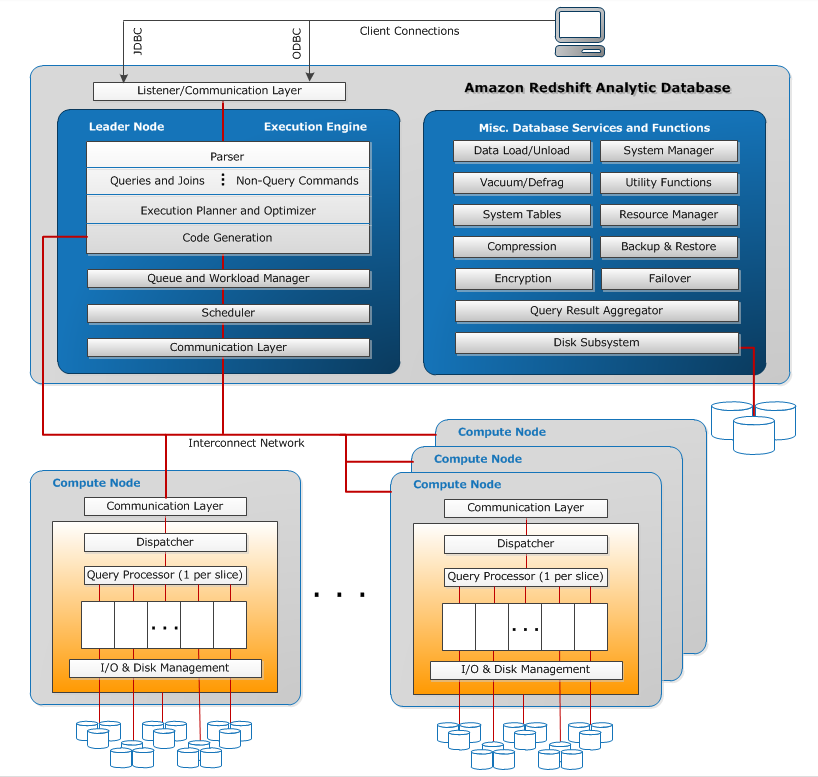 Client Connections
JDBC
ODBC
Amazon Redshift Analytic Database
Listener/Communication Layer
Leader Node
Execution Engine
Parser
Queries and Joins
Non-Query Commands
Execution Planner and Optimizer
Code Generation
Queue and Workload Manager
Scheduler
Communication Layer
Misc. Database Services and Functions
Data Load/Unload
System Manager
Vacuum/Defrag
Utility Functions
System Tables
Resource Manager
Compression
Backup & Restore
Encryption
Failover
Query Result Aggregator
Disk Subsystem
Interconnect Network
Compute Node
Communication Layer
Dispatcher
Query Processor (1 per slice)
. . .
I/O & Disk Management
. . .
Compute Node
Compute Node
Compute Node
Communication Layer
Dispatcher
Query Processor (1 per slice)
. . .
I/O & Disk Management